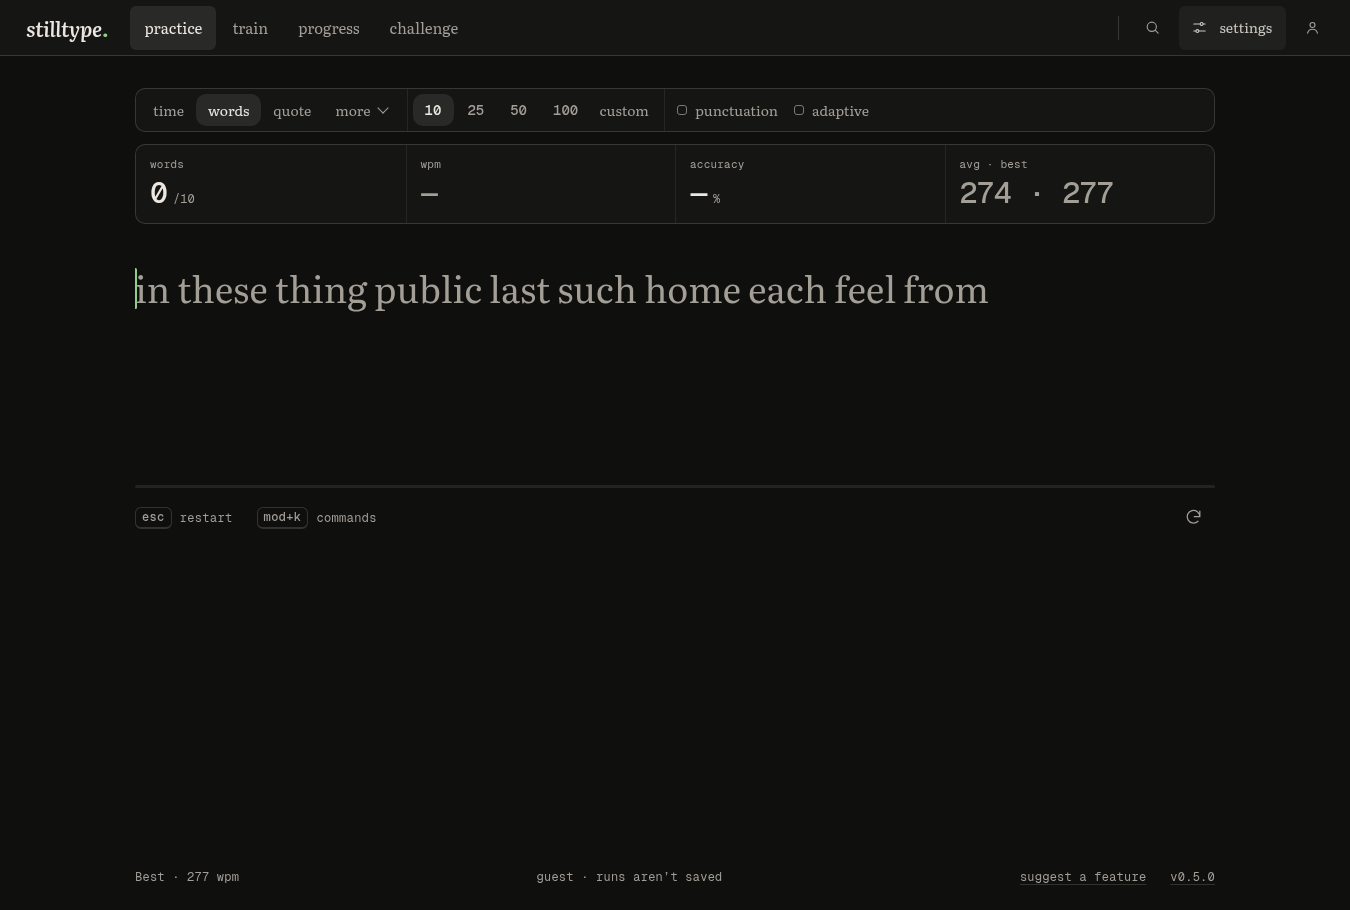 stilltype. practice train progress challenge settings
time words quote more 10 25 50 100 custom punctuation adaptive
words wpm accuracy avg · best
0 /10 — — % 274 · 277
in these thing public last such home each feel from
esc restart mod+k commands
Best · 277 wpm guest · runs aren't saved suggest a feature v0.5.0